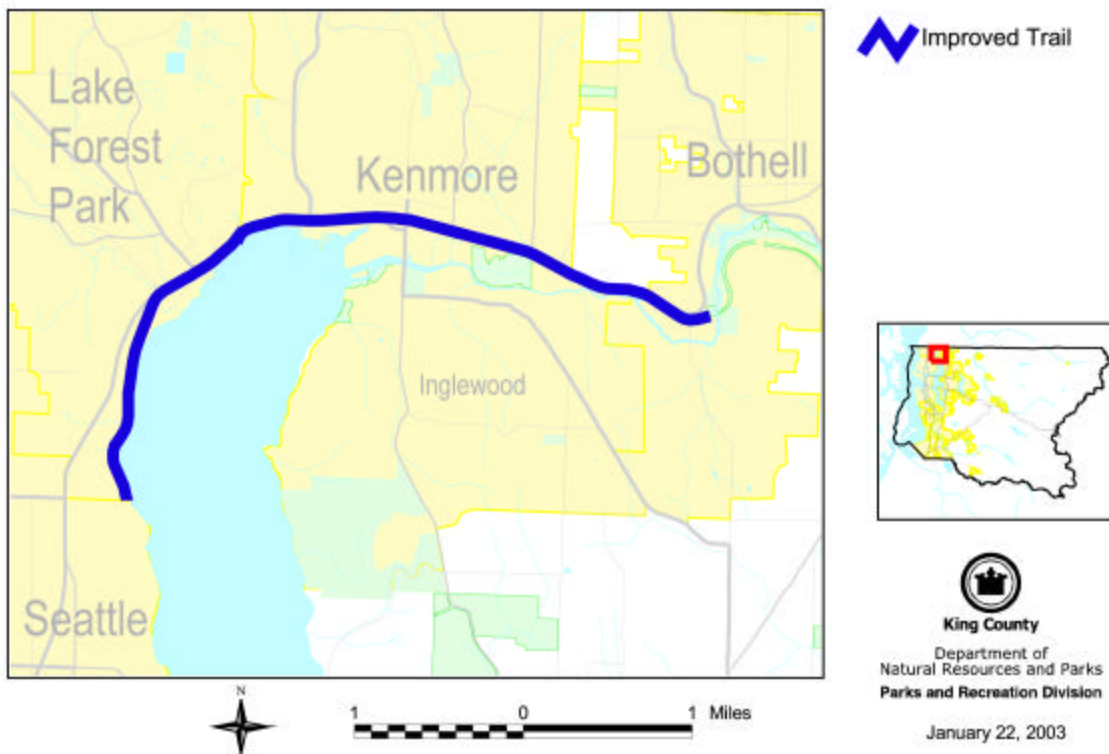 Improved Trail
Lake
Forest
Park
Kenmore
Bothell
Inglewood
Seattle
King County
Department of
Natural Resources and Parks
Parks and Recreation Division
January 22, 2003
N
1 0 1 Miles